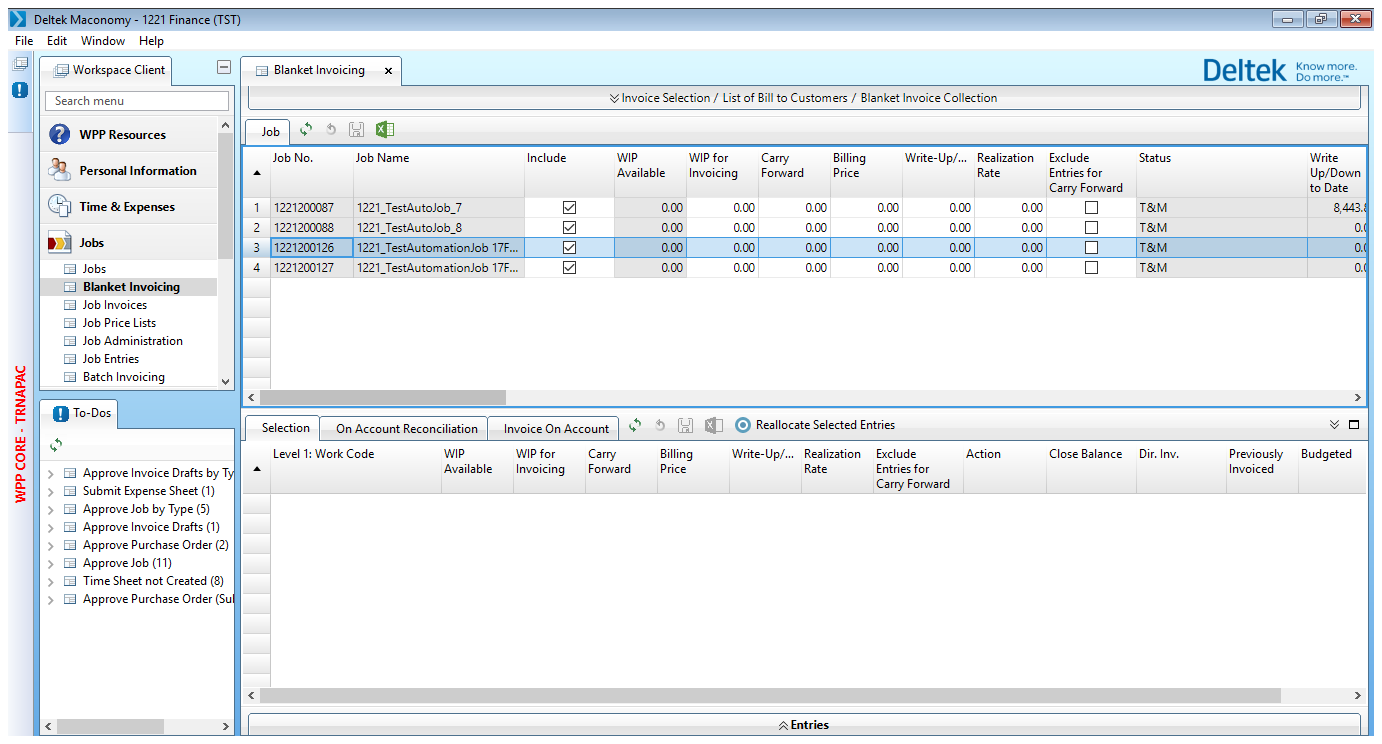 Deltek Maconomy - 1221 Finance (TST)
File Edit Window Help
Workspace Client
Search menu
WPP Resources
Personal Information
Time & Expenses
Jobs
Jobs
Blanket Invoicing
Job Invoices
Job Price Lists
Job Administration
Job Entries
Batch Invoicing
WPP CORE - TRNAPAC
To-Dos
Approve Invoice Drafts by Ty
Submit Expense Sheet (1)
Approve Job by Type (5)
Approve Invoice Drafts (1)
Approve Purchase Order (2)
Approve Job (11)
Time Sheet not Created (8)
Approve Purchase Order (Sul
Blanket Invoicing
Deltek Know more.
Do more.™
Invoice Selection / List of Bill to Customers / Blanket Invoice Collection
Job
Job No. Job Name Include WIP Available WIP for Invoicing Carry Forward Billing Price Write-Up/... Realization Rate Exclude Entries for Carry Forward Status Write Up/Down to Date
1 1221200087 1221_TestAutoJob_7 0.00 0.00 0.00 0.00 0.00 0.00 T&M 8,443.8
2 1221200088 1221_TestAutoJob_8 0.00 0.00 0.00 0.00 0.00 0.00 T&M 0.0
3 1221200126 1221_TestAutomationJob 17F... 0.00 0.00 0.00 0.00 0.00 0.00 T&M 0.0
4 1221200127 1221_TestAutomationJob 17F... 0.00 0.00 0.00 0.00 0.00 0.00 T&M 0.0
Selection On Account Reconciliation Invoice On Account Reallocate Selected Entries
Level 1: Work Code WIP Available WIP for Invoicing Carry Forward Billing Price Write-Up/... Realization Rate Exclude Entries for Carry Forward Action Close Balance Dir. Inv. Previously Invoiced Budgeted
Entries